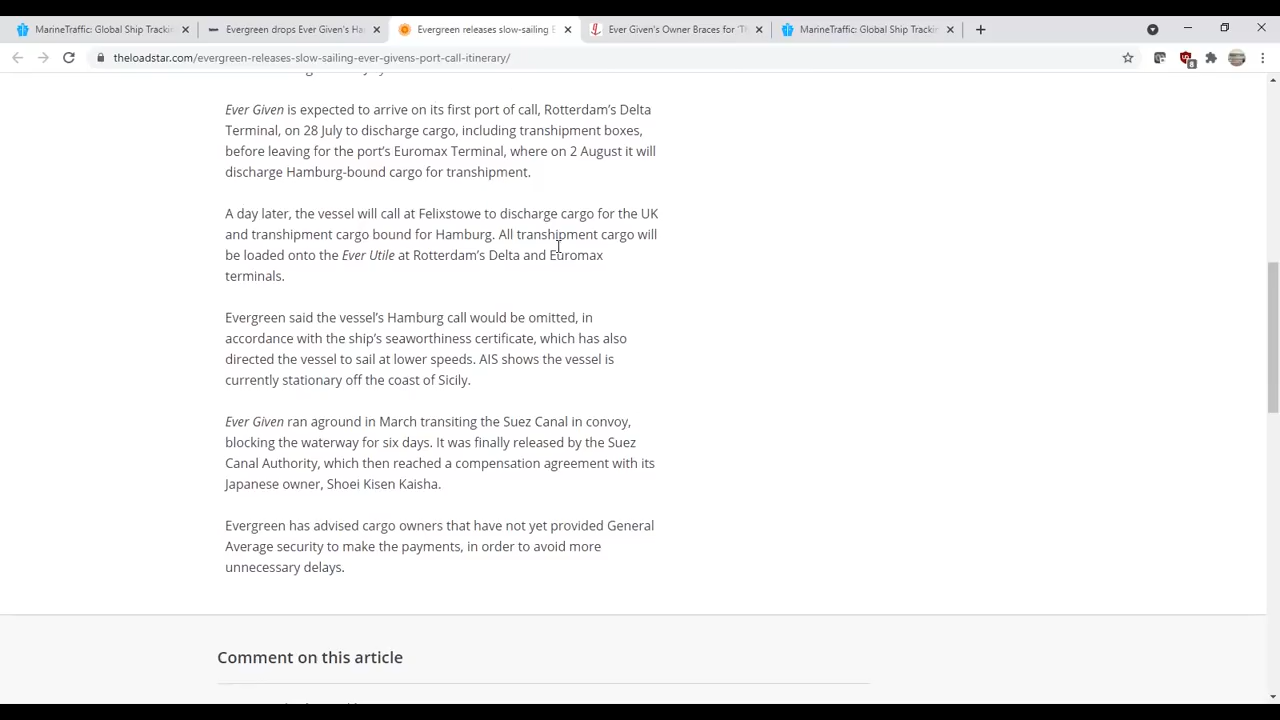 MarineTraffic: Global Ship Trackin
Evergreen drops Ever Given's Ha
Evergreen releases slow-sailing E
Ever Given's Owner Braces for 'Th
MarineTraffic: Global Ship Trackin
theloadstar.com/evergreen-releases-slow-sailing-ever-givens-port-call-itinerary/
8
Ever Given is expected to arrive on its first port of call, Rotterdam's Delta
Terminal, on 28 July to discharge cargo, including transhipment boxes,
before leaving for the port's Euromax Terminal, where on 2 August it will
discharge Hamburg-bound cargo for transhipment.
A day later, the vessel will call at Felixstowe to discharge cargo for the UK
and transhipment cargo bound for Hamburg. All transhipment cargo will
be loaded onto the Ever Utile at Rotterdam's Delta and Euromax
terminals.
Evergreen said the vessel's Hamburg call would be omitted, in
accordance with the ship's seaworthiness certificate, which has also
directed the vessel to sail at lower speeds. AIS shows the vessel is
currently stationary off the coast of Sicily.
Ever Given ran aground in March transiting the Suez Canal in convoy,
blocking the waterway for six days. It was finally released by the Suez
Canal Authority, which then reached a compensation agreement with its
Japanese owner, Shoei Kisen Kaisha.
Evergreen has advised cargo owners that have not yet provided General
Average security to make the payments, in order to avoid more
unnecessary delays.
Comment on this article